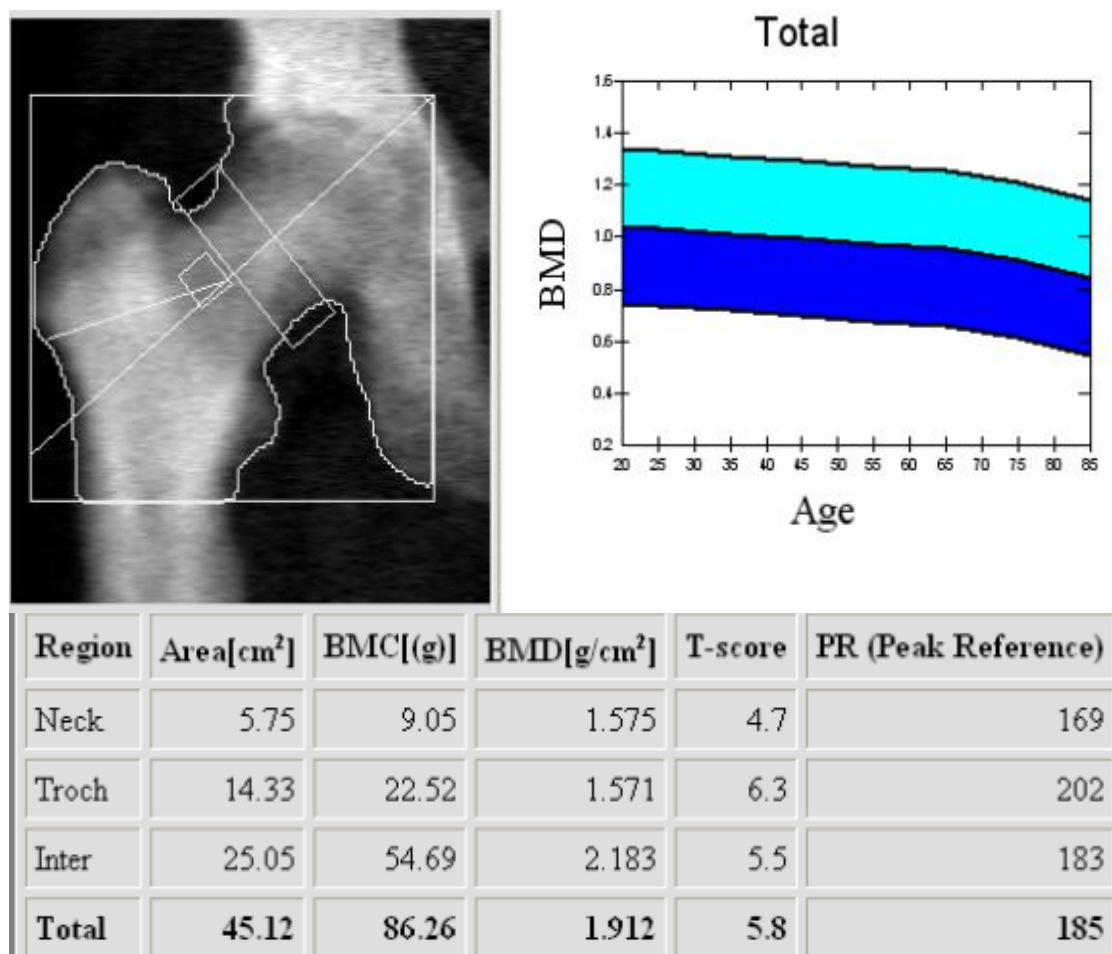 Total
BMD
1.6
1.4
1.2
1.0
0.8
0.6
0.4
0.2
20 25 30 35 40 45 50 55 60 65 70 75 80 85
Age
Region Area[cm²] BMC[(g)] BMD[g/cm²] T-score PR (Peak Reference)
Neck 5.75 9.05 1.575 4.7 169
Troch 14.33 22.52 1.571 6.3 202
Inter 25.05 54.69 2.183 5.5 183
Total 45.12 86.26 1.912 5.8 185